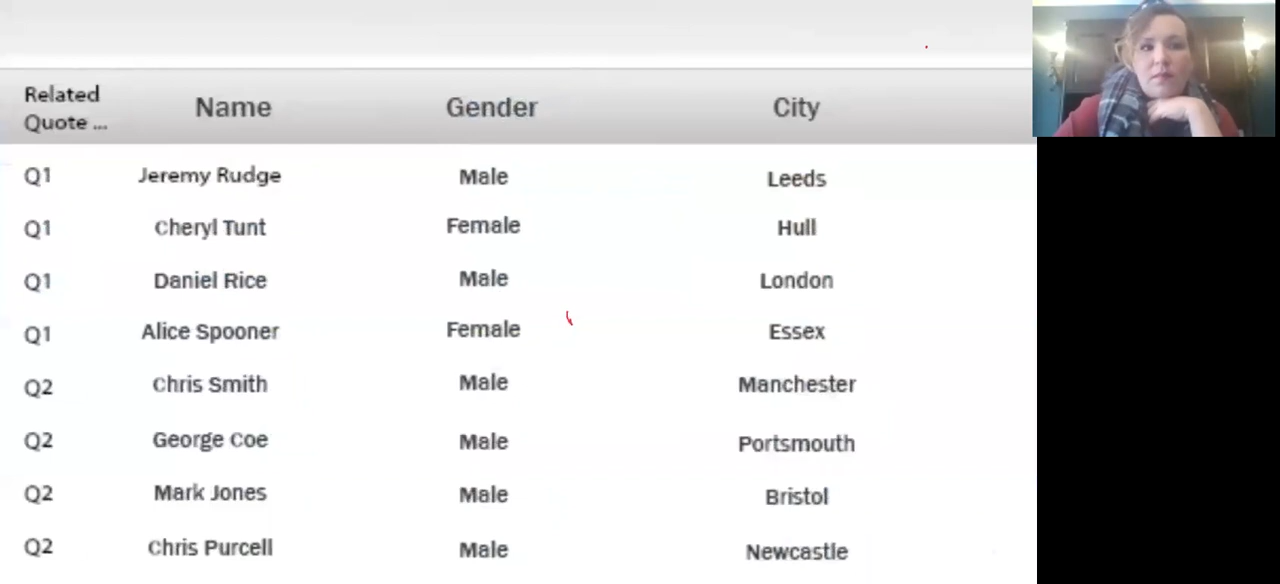 Related Quote ... Name Gender City
Q1 Jeremy Rudge Male Leeds
Q1 Cheryl Tunt Female Hull
Q1 Daniel Rice Male London
Q1 Alice Spooner Female Essex
Q2 Chris Smith Male Manchester
Q2 George Coe Male Portsmouth
Q2 Mark Jones Male Bristol
Q2 Chris Purcell Male Newcastle